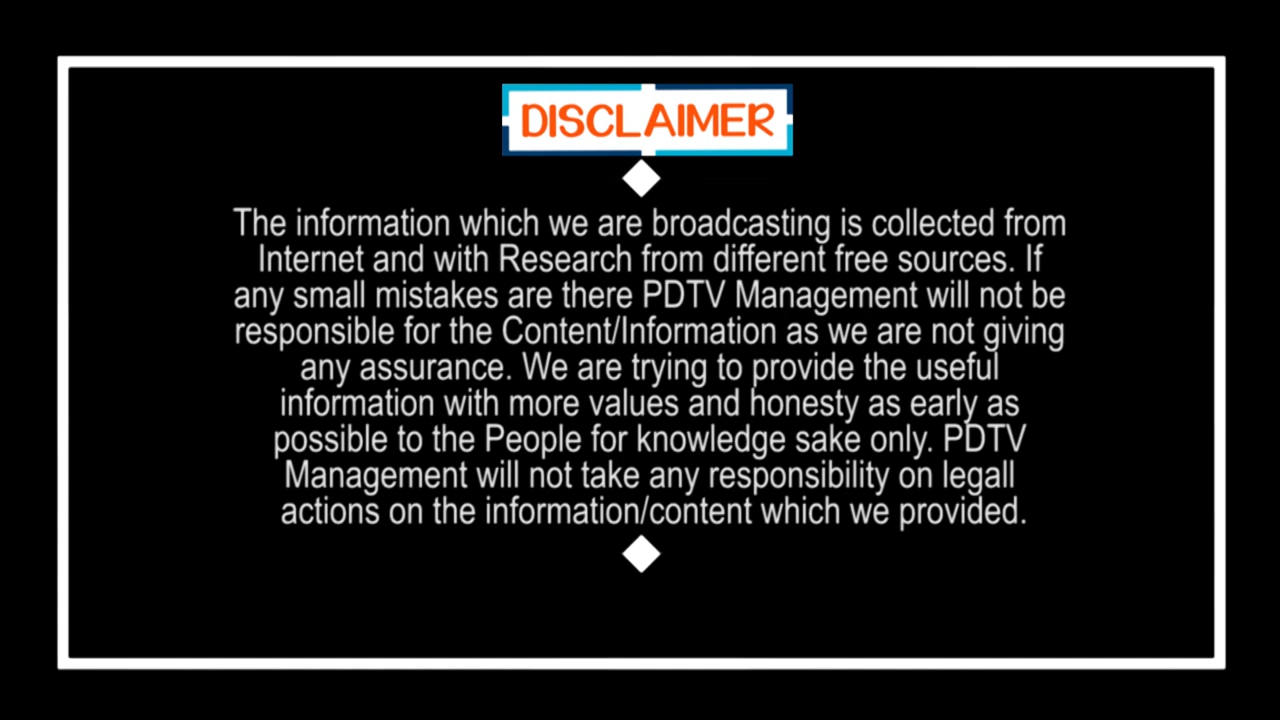 DISCLAIMER
The information which we are broadcasting is collected from
Internet and with Research from different free sources. If
any small mistakes are there PDTV Management will not be
responsible for the Content/Information as we are not giving
any assurance. We are trying to provide the useful
information with more values and honesty as early as
possible to the People for knowledge sake only. PDTV
Management will not take any responsibility on legall
actions on the information/content which we provided.